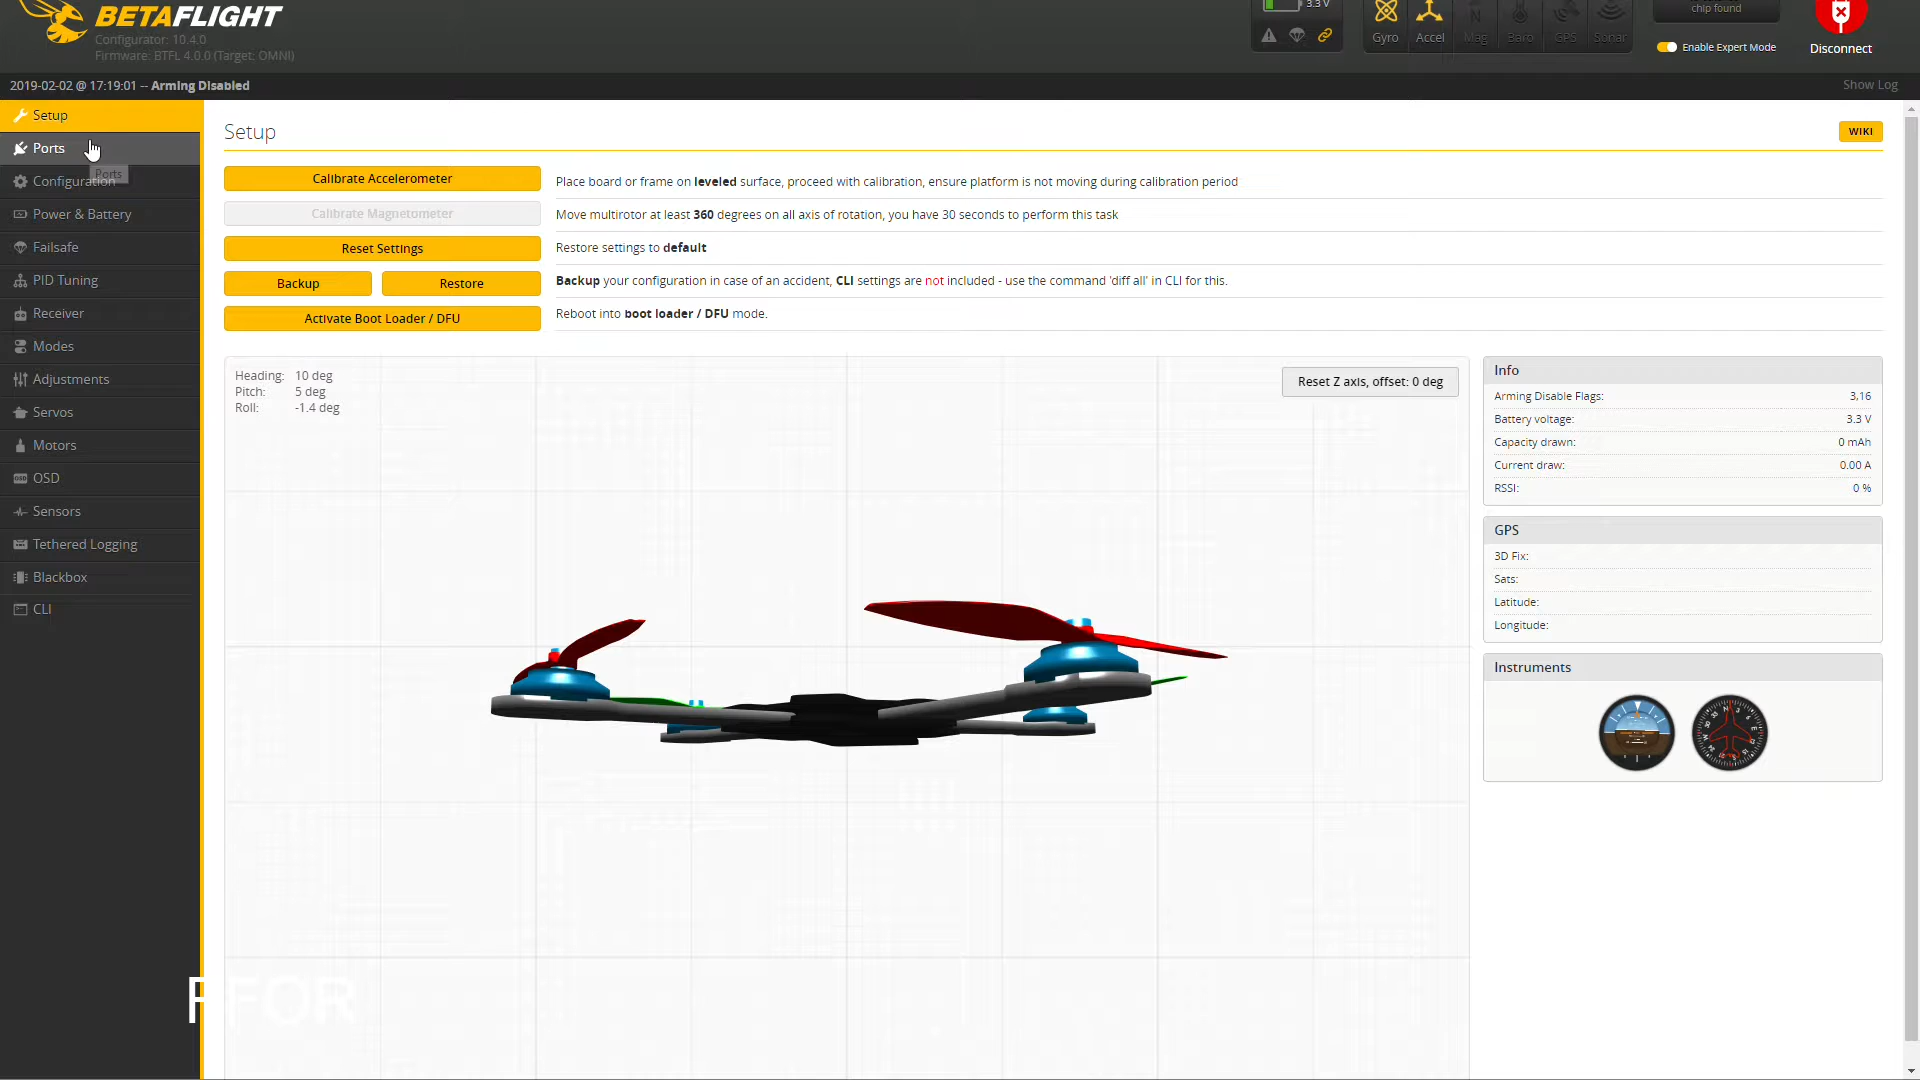 BETAFLIGHT
Configurator: 10.4.0
Firmware: BTFL 4.0.0 (Target: OMNI)
3.3 V
Gyro
Accel
Mag
Baro
GPS
Sonar
chip found
Enable Expert Mode
Disconnect
2019-02-02 @ 17:19:01 -- Arming Disabled
Show Log
Setup
Ports
Ports
Configuration
Power & Battery
Failsafe
PID Tuning
Receiver
Modes
Adjustments
Servos
Motors
OSD
Sensors
Tethered Logging
Blackbox
CLI
Setup
WIKI
Calibrate Accelerometer
Place board or frame on leveled surface, proceed with calibration, ensure platform is not moving during calibration period
Calibrate Magnetometer
Move multirotor at least 360 degrees on all axis of rotation, you have 30 seconds to perform this task
Reset Settings
Restore settings to default
Backup
Restore
Backup your configuration in case of an accident, CLI settings are not included - use the command 'diff all' in CLI for this.
Activate Boot Loader / DFU
Reboot into boot loader / DFU mode.
Heading: 10 deg
Pitch: 5 deg
Roll: -1.4 deg
Reset Z axis, offset: 0 deg
Info
Arming Disable Flags: 3,16
Battery voltage: 3.3 V
Capacity drawn: 0 mAh
Current draw: 0.00 A
RSSI: 0 %
GPS
3D Fix:
Sats:
Latitude:
Longitude:
Instruments